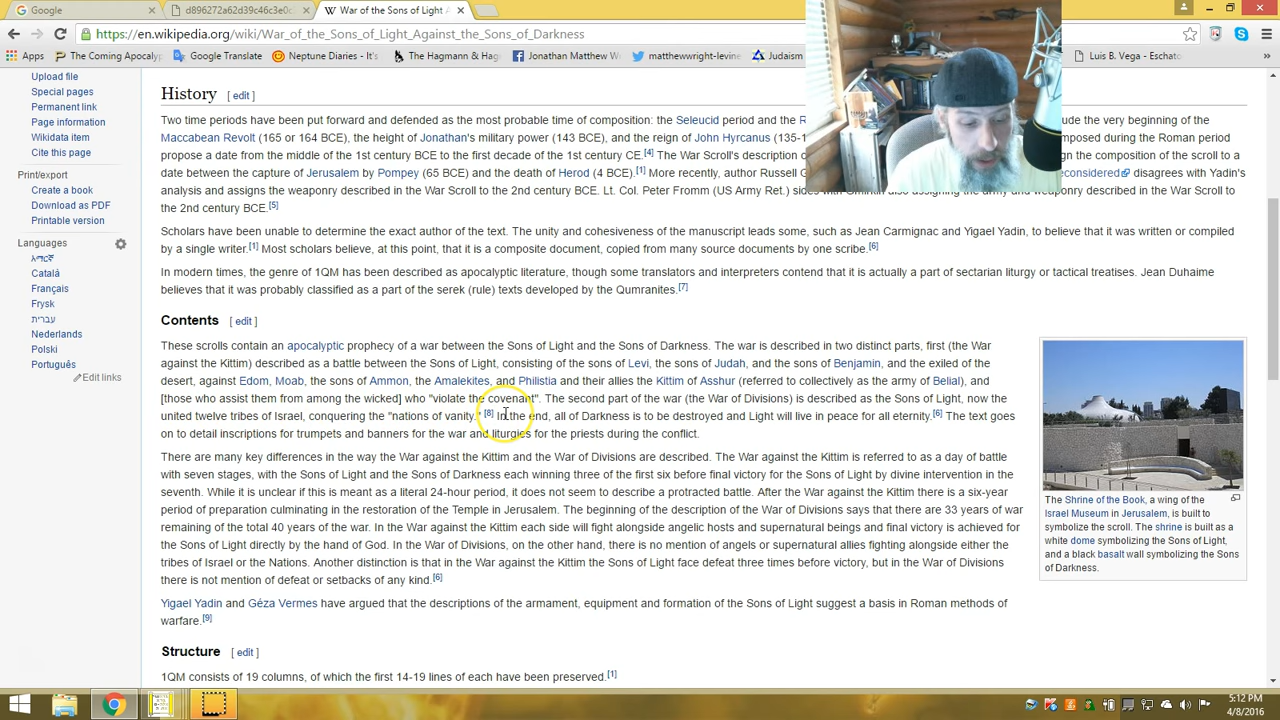 Google
d896272a62d39c46c3e0c
War of the Sons of Light A
https://en.wikipedia.org/wiki/War_of_the_Sons_of_Light_Against_the_Sons_of_Darkness
Apps
The Coming Apocalyp
Creation Calendar
Neptune Diaries - It's
The Hagmann & Hag
Jonathan Matthew W
matthewwright-levine
Judaism
Luis B. Vega - Eschato
Upload file
Special pages
Permanent link
Page information
Wikidata item
Cite this page
Print/export
Create a book
Download as PDF
Printable version
Languages
አማርኛ
Català
Français
Frysk
עברית
Nederlands
Polski
Português
Edit links
History [ edit ]
Two time periods have been put forward and defended as the most probable time of composition: the Seleucid period and the R
ude the very beginning of the
Maccabean Revolt (165 or 164 BCE), the height of Jonathan's military power (143 BCE), and the reign of John Hyrcanus (135-1
mposed during the Roman period
propose a date from the middle of the 1st century BCE to the first decade of the 1st century CE.[4] The War Scroll's description o
gn the composition of the scroll to a
date between the capture of Jerusalem by Pompey (65 BCE) and the death of Herod (4 BCE).[1] More recently, author Russell G
econsidered disagrees with Yadin's
analysis and assigns the weaponry described in the War Scroll to the 2nd century BCE. Lt. Col. Peter Fromm (US Army Ret.) sides with Gmirkin also assigning the army and weaponry described in the War Scroll to
the 2nd century BCE.[5]
Scholars have been unable to determine the exact author of the text. The unity and cohesiveness of the manuscript leads some, such as Jean Carmignac and Yigael Yadin, to believe that it was written or compiled
by a single writer.[1] Most scholars believe, at this point, that it is a composite document, copied from many source documents by one scribe.[6]
In modern times, the genre of 1QM has been described as apocalyptic literature, though some translators and interpreters contend that it is actually a part of sectarian liturgy or tactical treatises. Jean Duhaime
believes that it was probably classified as a part of the serek (rule) texts developed by the Qumranites.[7]
Contents [ edit ]
These scrolls contain an apocalyptic prophecy of a war between the Sons of Light and the Sons of Darkness. The war is described in two distinct parts, first (the War
against the Kittim) described as a battle between the Sons of Light, consisting of the sons of Levi, the sons of Judah, and the sons of Benjamin, and the exiled of the
desert, against Edom, Moab, the sons of Ammon, the Amalekites, and Philistia and their allies the Kittim of Asshur (referred to collectively as the army of Belial), and
[those who assist them from among the wicked] who "violate the covenant". The second part of the war (the War of Divisions) is described as the Sons of Light, now the
united twelve tribes of Israel, conquering the "nations of vanity." [8] In the end, all of Darkness is to be destroyed and Light will live in peace for all eternity.[6] The text goes
on to detail inscriptions for trumpets and banners for the war and liturgies for the priests during the conflict.
There are many key differences in the way the War against the Kittim and the War of Divisions are described. The War against the Kittim is referred to as a day of battle
with seven stages, with the Sons of Light and the Sons of Darkness each winning three of the first six before final victory for the Sons of Light by divine intervention in the
seventh. While it is unclear if this is meant as a literal 24-hour period, it does not seem to describe a protracted battle. After the War against the Kittim there is a six-year
period of preparation culminating in the restoration of the Temple in Jerusalem. The beginning of the description of the War of Divisions says that there are 33 years of war
remaining of the total 40 years of the war. In the War against the Kittim each side will fight alongside angelic hosts and supernatural beings and final victory is achieved for
the Sons of Light directly by the hand of God. In the War of Divisions, on the other hand, there is no mention of angels or supernatural allies fighting alongside either the
tribes of Israel or the Nations. Another distinction is that in the War against the Kittim the Sons of Light face defeat three times before victory, but in the War of Divisions
there is not mention of defeat or setbacks of any kind.[6]
Yigael Yadin and Géza Vermes have argued that the descriptions of the armament, equipment and formation of the Sons of Light suggest a basis in Roman methods of
warfare.[9]
The Shrine of the Book, a wing of the
Israel Museum in Jerusalem, is built to
symbolize the scroll. The shrine is built as a
white dome symbolizing the Sons of Light,
and a black basalt wall symbolizing the Sons
of Darkness.
Structure [ edit ]
1QM consists of 19 columns, of which the first 14-19 lines of each have been preserved.[1]
5:12 PM
4/8/2016